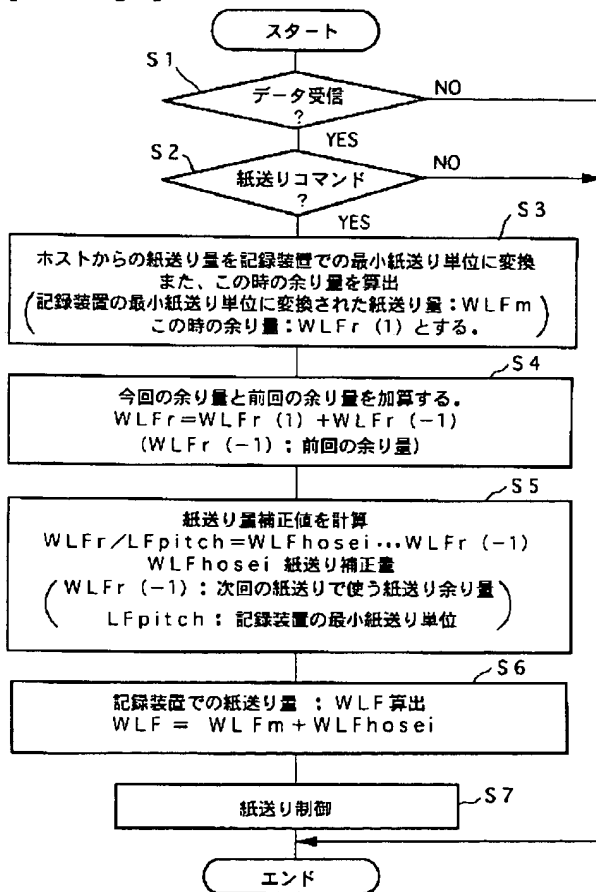 スタート
S1
データ受信
?
NO
YES
S2
紙送りコマンド
?
NO
YES
S3
ホストからの紙送り量を記録装置での最小紙送り単位に変換
また、この時の余り量を算出
(記録装置の最小紙送り単位に変換された紙送り量:WLFm
この時の余り量:WLFr (1) とする。)
S4
今回の余り量と前回の余り量を加算する。
WLFr=WLFr (1) +WLFr (-1)
(WLFr (-1) : 前回の余り量)
S5
紙送り量補正値を計算
WLFr/LFpitch=WLFhosei…WLFr (-1)
WLFhosei 紙送り補正量
(WLFr (-1) : 次回の紙送りで使う紙送り余り量
LFpitch : 記録装置の最小紙送り単位)
S6
記録装置での紙送り量 : WLF算出
WLF = WLFm+WLFhosei
S7
紙送り制御
エンド